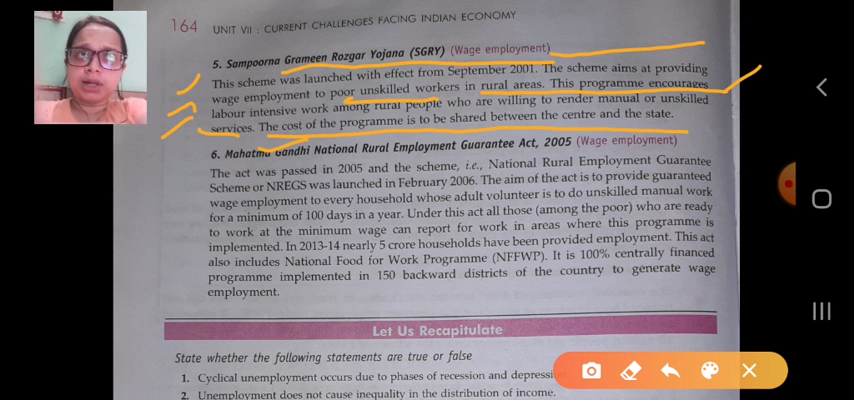 164 UNIT VII : CURRENT CHALLENGES FACING INDIAN ECONOMY
5. Sampoorna Grameen Rozgar Yojana (SGRY) (Wage employment)
This scheme was launched with effect from September 2001. The scheme aims at providing
wage employment to poor unskilled workers in rural areas. This programme encourages
labour intensive work among rural people who are willing to render manual or unskilled
services. The cost of the programme is to be shared between the centre and the state.
6. Mahatma Gandhi National Rural Employment Guarantee Act, 2005 (Wage employment)
The act was passed in 2005 and the scheme, i.e., National Rural Employment Guarantee
Scheme or NREGS was launched in February 2006. The aim of the act is to provide guaranteed
wage employment to every household whose adult volunteer is to do unskilled manual work
for a minimum of 100 days in a year. Under this act all those (among the poor) who are ready
to work at the minimum wage can report for work in areas where this programme is
implemented. In 2013-14 nearly 5 crore households have been provided employment. This act
also includes National Food for Work Programme (NFFWP). It is 100% centrally financed
programme implemented in 150 backward districts of the country to generate wage
employment.
Let Us Recapitulate
State whether the following statements are true or false
1. Cyclical unemployment occurs due to phases of recession and depressi
2. Unemployment does not cause inequality in the distribution of income.